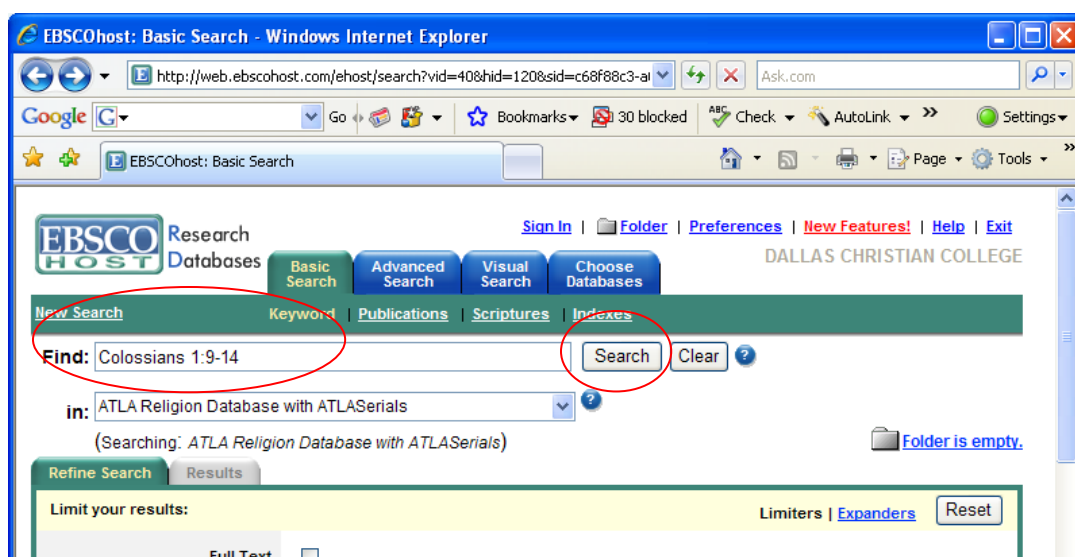 EBSCOhost: Basic Search - Windows Internet Explorer
http://web.ebscohost.com/ehost/search?vid=40&hid=120&sid=c68f88c3-a Ask.com
Google G Go Bookmarks 30 blocked ABC Check AutoLink » Settings
EBSCOhost: Basic Search Page Tools »
Sign In | Folder | Preferences | New Features! | Help | Exit
EBSCO HOST Research Databases
DALLAS CHRISTIAN COLLEGE
Basic Search Advanced Search Visual Search Choose Databases
New Search Keyword | Publications | Scriptures | Indexes
Find: Colossians 1:9-14 Search Clear ?
in: ATLA Religion Database with ATLASerials ?
(Searching: ATLA Religion Database with ATLASerials) Folder is empty.
Refine Search Results
Limit your results: Limiters | Expanders Reset
Full Text